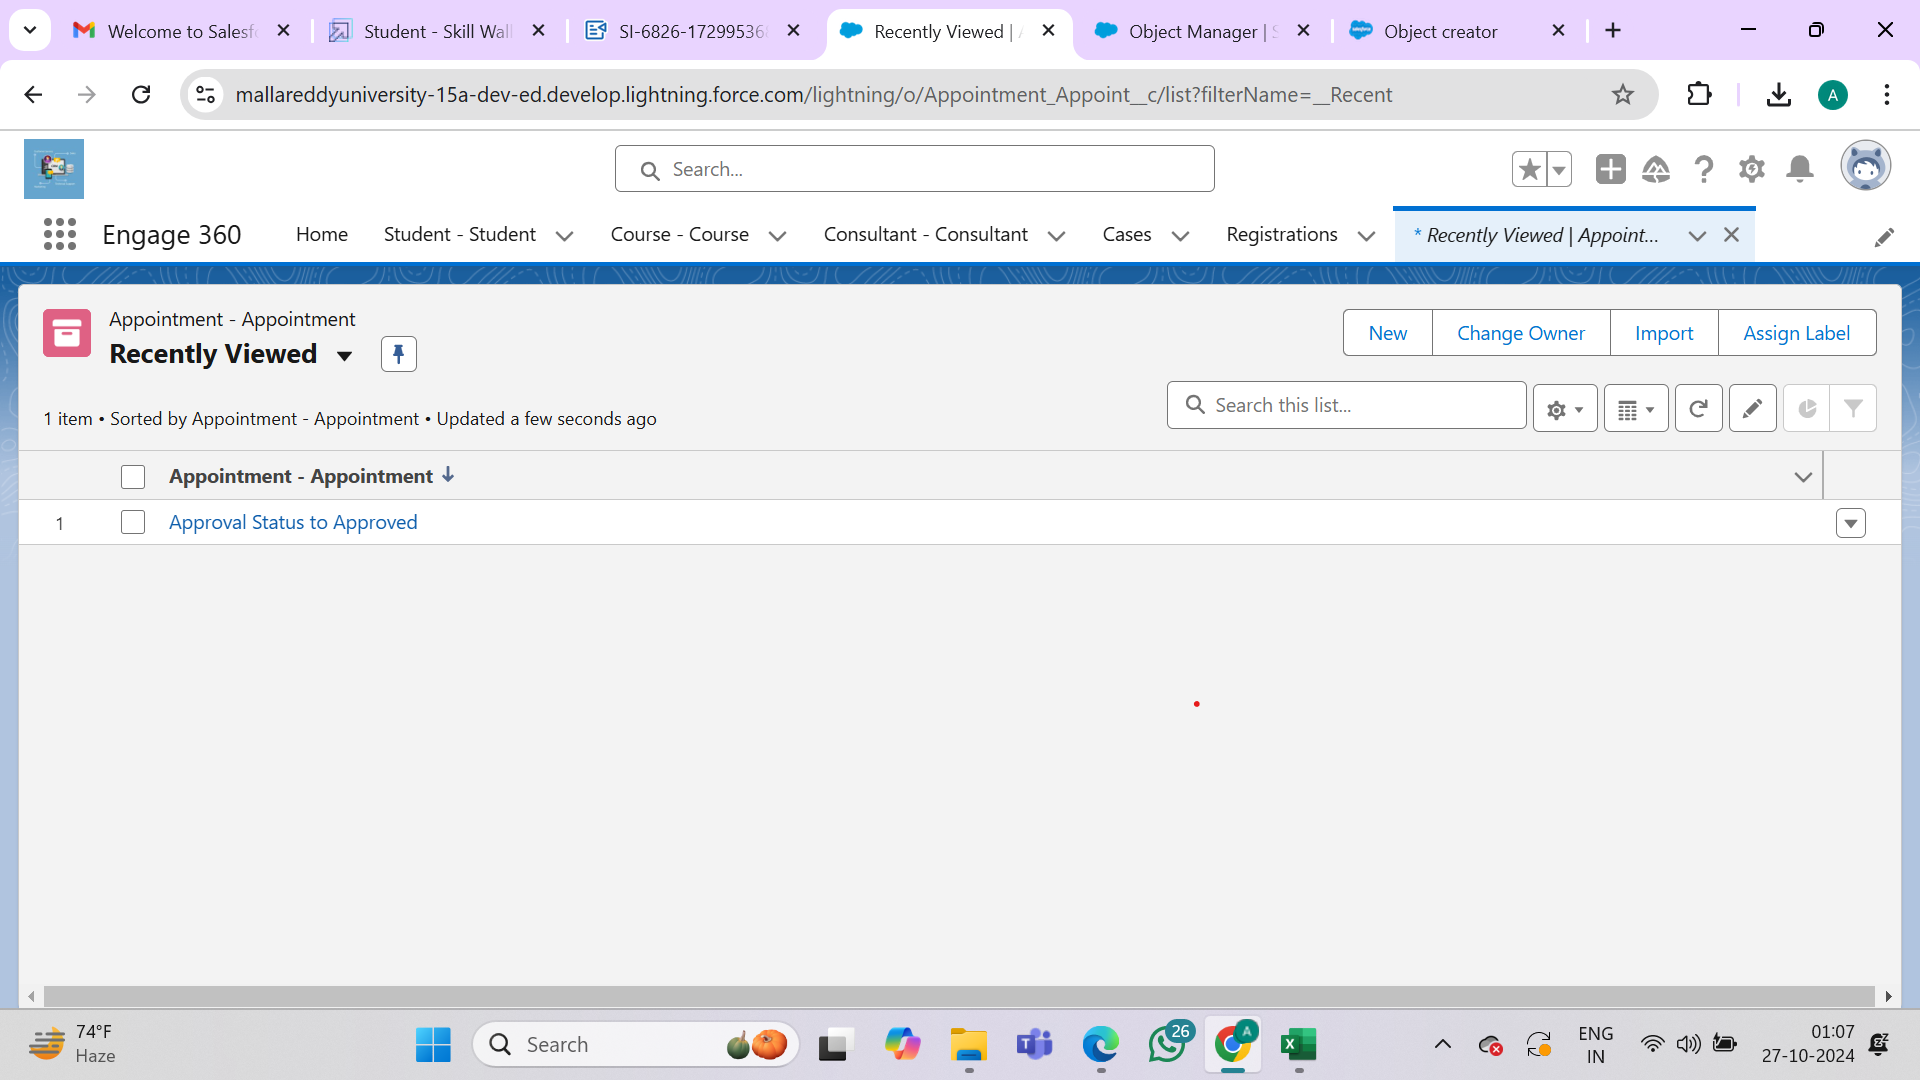 Welcome to Salesf
Student - Skill Wall
SI-6826-1729953
Recently Viewed | A
Object Manager | S
Object creator
mallareddyuniversity-15a-dev-ed.develop.lightning.force.com/lightning/o/Appointment_Appoint__c/list?filterName=__Recent
A
Search...
Engage 360
Home
Student - Student
Course - Course
Consultant - Consultant
Cases
Registrations
* Recently Viewed | Appoint...
Appointment - Appointment
Recently Viewed
New
Change Owner
Import
Assign Label
1 item • Sorted by Appointment - Appointment • Updated a few seconds ago
Search this list...
Appointment - Appointment
1
Approval Status to Approved
74°F
Haze
Search
26
A
ENG
IN
01:07
27-10-2024